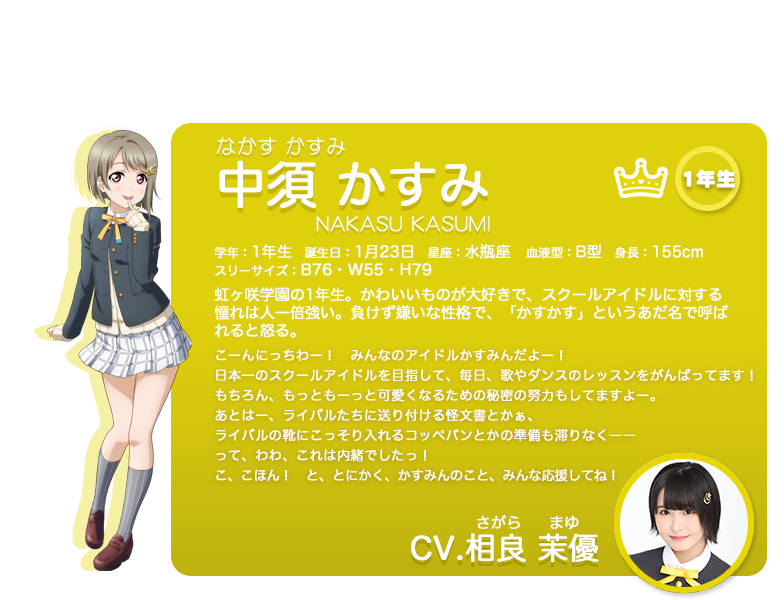 なかす かすみ
中須 かすみ
NAKASU KASUMI
1年生
学年：1年生 誕生日：1月23日 星座：水瓶座 血液型：B型 身長：155cm
スリーサイズ：B76・W55・H79
虹ヶ咲学園の1年生。かわいいものが大好きで、スクールアイドルに対する
憧れは人一倍強い。負けず嫌いな性格で、「かすかす」というあだ名で呼ば
れると怒る。
こーんにっちわー！　みんなのアイドルかすみんだよー！
日本一のスクールアイドルを目指して、毎日、歌やダンスのレッスンをがんばってます！
もちろん、もっともーっと可愛くなるための秘密の努力もしてますよー。
あとはー、ライバルたちに送り付ける怪文書とかぁ、
ライバルの靴にこっそり入れるコッペパンとかの準備も滞りなく――
って、わわ、これは内緒でしたっ！
こ、こほん！　と、とにかく、かすみんのこと、みんな応援してね！
さがら まゆ
CV.相良 茉優